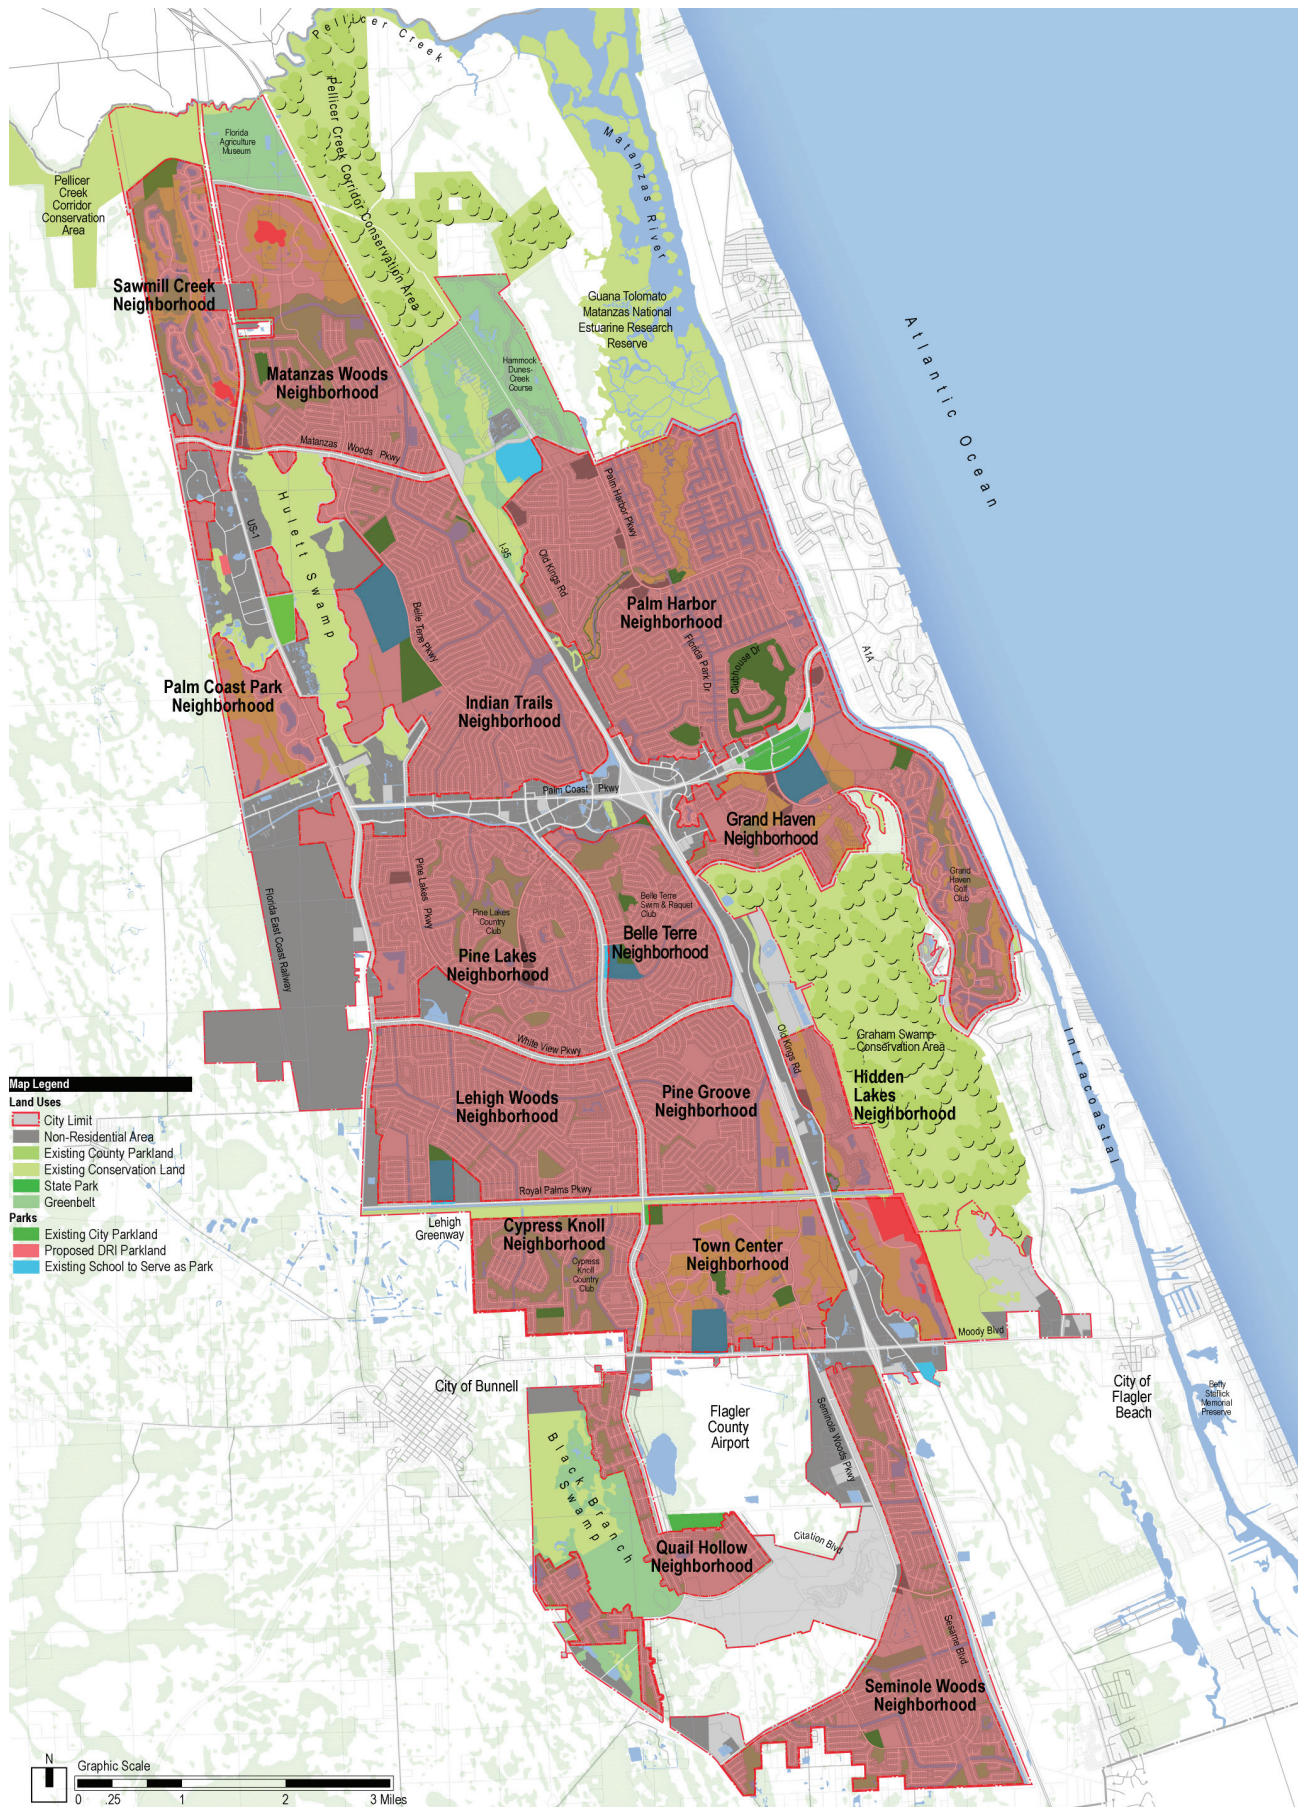 Pellicer Creek
Pellicer Creek Corridor Conservation Area
Florida
Agriculture
Museum
Matanzas River
Pellicer
Creek
Corridor
Conservation
Area
Sawmill Creek
Neighborhood
Guana Tolomato
Matanzas National
Estuarine Research
Reserve
Atlantic Ocean
Hammock
Dunes-
Creek
Course
Matanzas Woods
Neighborhood
Matanzas Woods Pkwy
Palm Harbor Pkwy
Hulett Swamp
US-1
I-95
Old Kings Rd
Belle Terre Pkwy
Palm Harbor
Neighborhood
Florida Park Dr
Clubhouse Dr
A1A
Palm Coast Park
Neighborhood
Indian Trails
Neighborhood
Palm Coast Pkwy
Grand Haven
Neighborhood
Pine Lakes Pkwy
Florida East Coast Railway
Pine Lakes
Country
Club
Belle Terre
Swim & Raquet
Club
Grand
Haven
Golf
Club
Belle Terre
Neighborhood
Pine Lakes
Neighborhood
White View Pkwy
Old Kings Rd
Graham Swamp-
Conservation Area
Intracoastal
Hidden
Lakes
Neighborhood
Lehigh Woods
Neighborhood
Pine Groove
Neighborhood
Map Legend
Land Uses
City Limit
Non-Residential Area
Existing County Parkland
Existing Conservation Land
State Park
Greenbelt
Parks
Existing City Parkland
Proposed DRI Parkland
Existing School to Serve as Park
Royal Palms Pkwy
Lehigh
Greenway
Cypress Knoll
Neighborhood
Cypress
Knoll
Country
Club
Town Center
Neighborhood
Moody Blvd
City of Bunnell
City of
Flagler
Beach
Betty
Steflick
Memorial
Preserve
Flagler
County
Airport
Seminole Woods Pkwy
Black Branch
Swamp
Citation Blvd
Quail Hollow
Neighborhood
Sesame Blvd
Seminole Woods
Neighborhood
N
Graphic Scale
0 .25 1 2 3 Miles